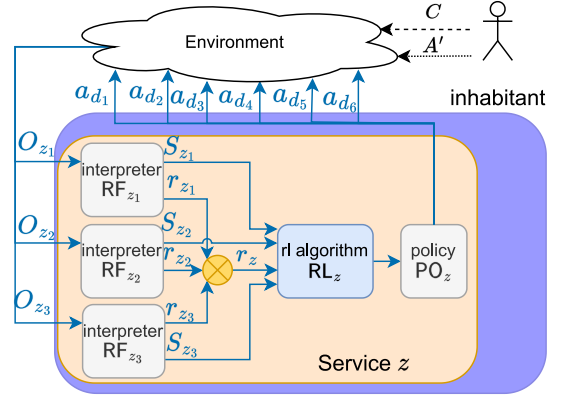 C
Environment
A′
a_{d_1} a_{d_2} a_{d_3} a_{d_4} a_{d_5} a_{d_6}
inhabitant
O_{z_1}
S_{z_1}
interpreter
RF_{z_1}
r_{z_1}
O_{z_2}
S_{z_2}
interpreter
RF_{z_2}
r_{z_2}
r_z
rl algorithm
RL_z
policy
PO_z
O_{z_3}
r_{z_3}
interpreter
RF_{z_3}
S_{z_3}
Service z